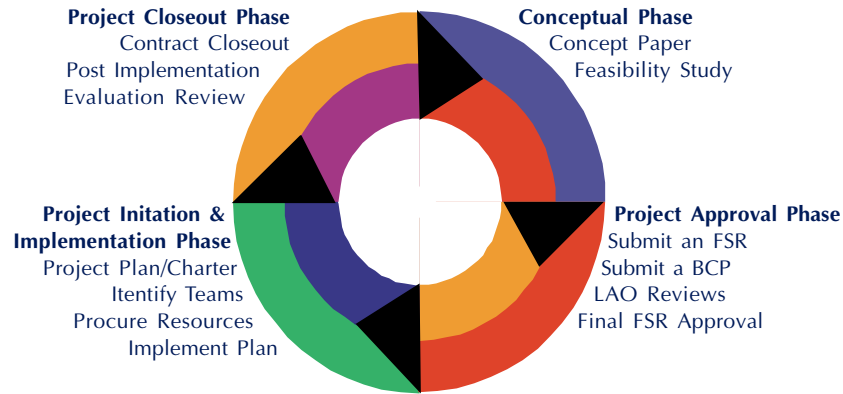 Project Closeout Phase
Contract Closeout
Post Implementation
Evaluation Review
Conceptual Phase
Concept Paper
Feasibility Study
Project Initation &
Implementation Phase
Project Plan/Charter
Itentify Teams
Procure Resources
Implement Plan
Project Approval Phase
Submit an FSR
Submit a BCP
LAO Reviews
Final FSR Approval